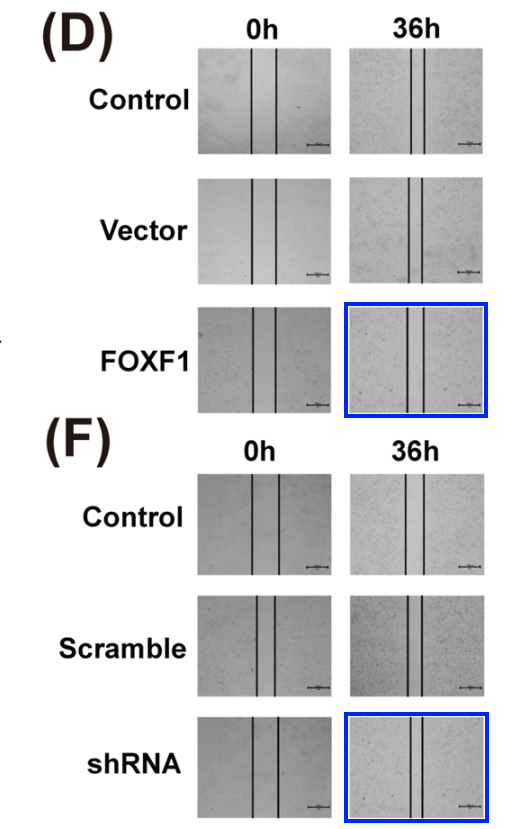 (D)
0h 36h
Control
Vector
FOXF1
(F)
0h 36h
Control
Scramble
shRNA